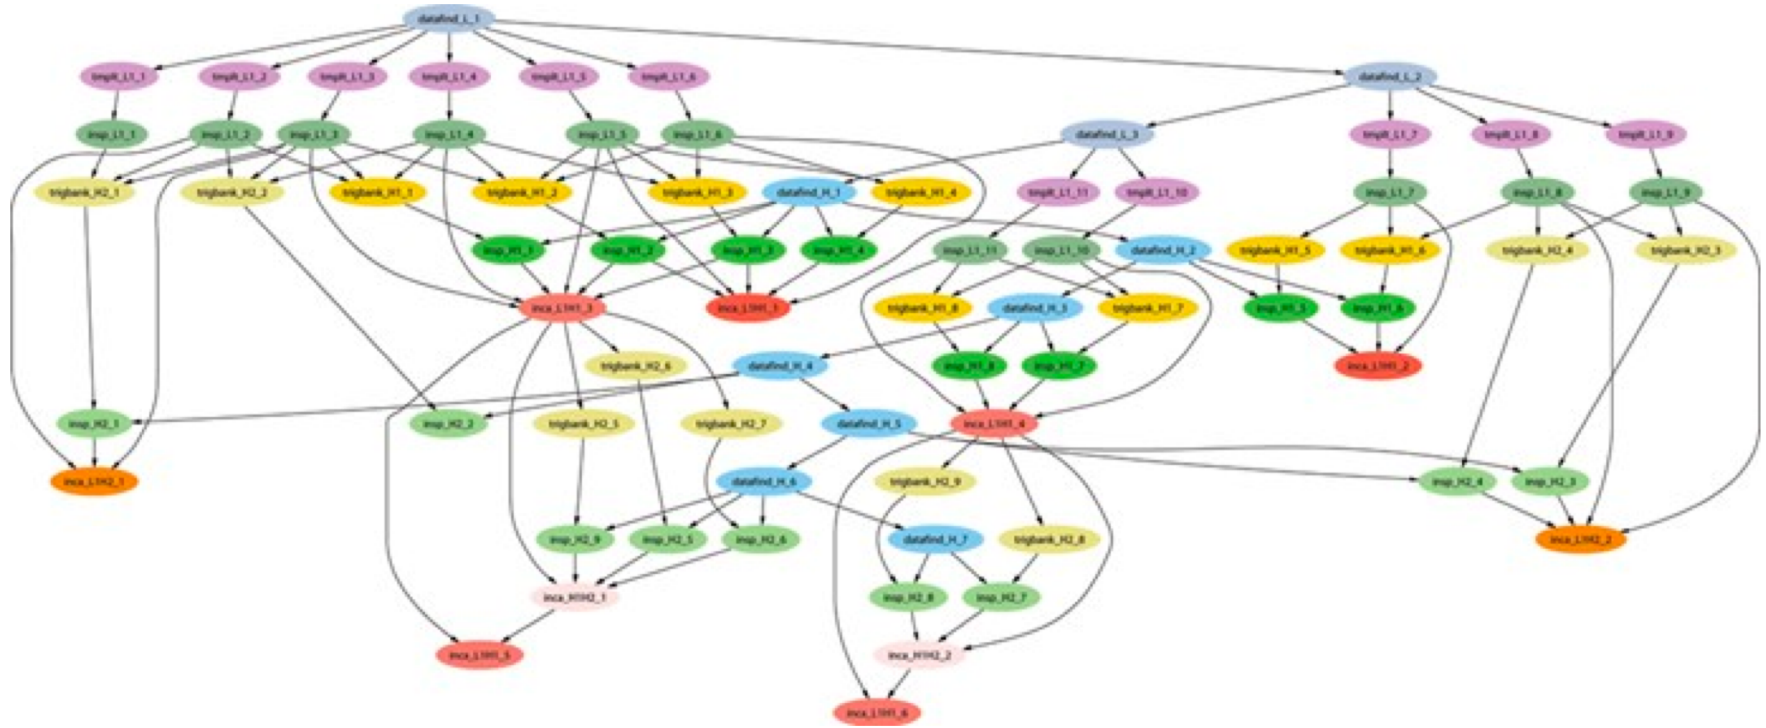 datafind_L_1
tmplt_L1_1 tmplt_L1_2 tmplt_L1_3 tmplt_L1_4 tmplt_L1_5 tmplt_L1_6 datafind_L_2
insp_L1_1 insp_L1_2 insp_L1_3 insp_L1_4 insp_L1_5 insp_L1_6 datafind_L_3 tmplt_L1_7 tmplt_L1_8 tmplt_L1_9
trigbank_H2_1 trigbank_H2_2 trigbank_H1_1 trigbank_H1_2 trigbank_H1_3 datafind_H_1 trigbank_H1_4 tmplt_L1_11 tmplt_L1_10 insp_L1_7 insp_L1_8 insp_L1_9
insp_H1_1 insp_H1_2 insp_H1_3 insp_H1_4 insp_L1_11 insp_L1_10 datafind_H_2 trigbank_H1_5 trigbank_H1_6 trigbank_H2_4 trigbank_H2_3
inca_L1H1_3 inca_L1H1_1 trigbank_H1_8 datafind_H_3 trigbank_H1_7 insp_H1_5 insp_H1_6
trigbank_H2_6 datafind_H_4 insp_H1_8 insp_H1_7 inca_L1H1_2
insp_H2_1 insp_H2_2 trigbank_H2_5 trigbank_H2_7 datafind_H_5 inca_L1H1_4
inca_L1H2_1 datafind_H_6 trigbank_H2_9 insp_H2_4 insp_H2_3
insp_H2_9 insp_H2_5 insp_H2_6 datafind_H_7 trigbank_H2_8 inca_L1H2_2
inca_H1H2_1 insp_H2_8 insp_H2_7
inca_L1H1_5 inca_H1H2_2
inca_L1H1_6